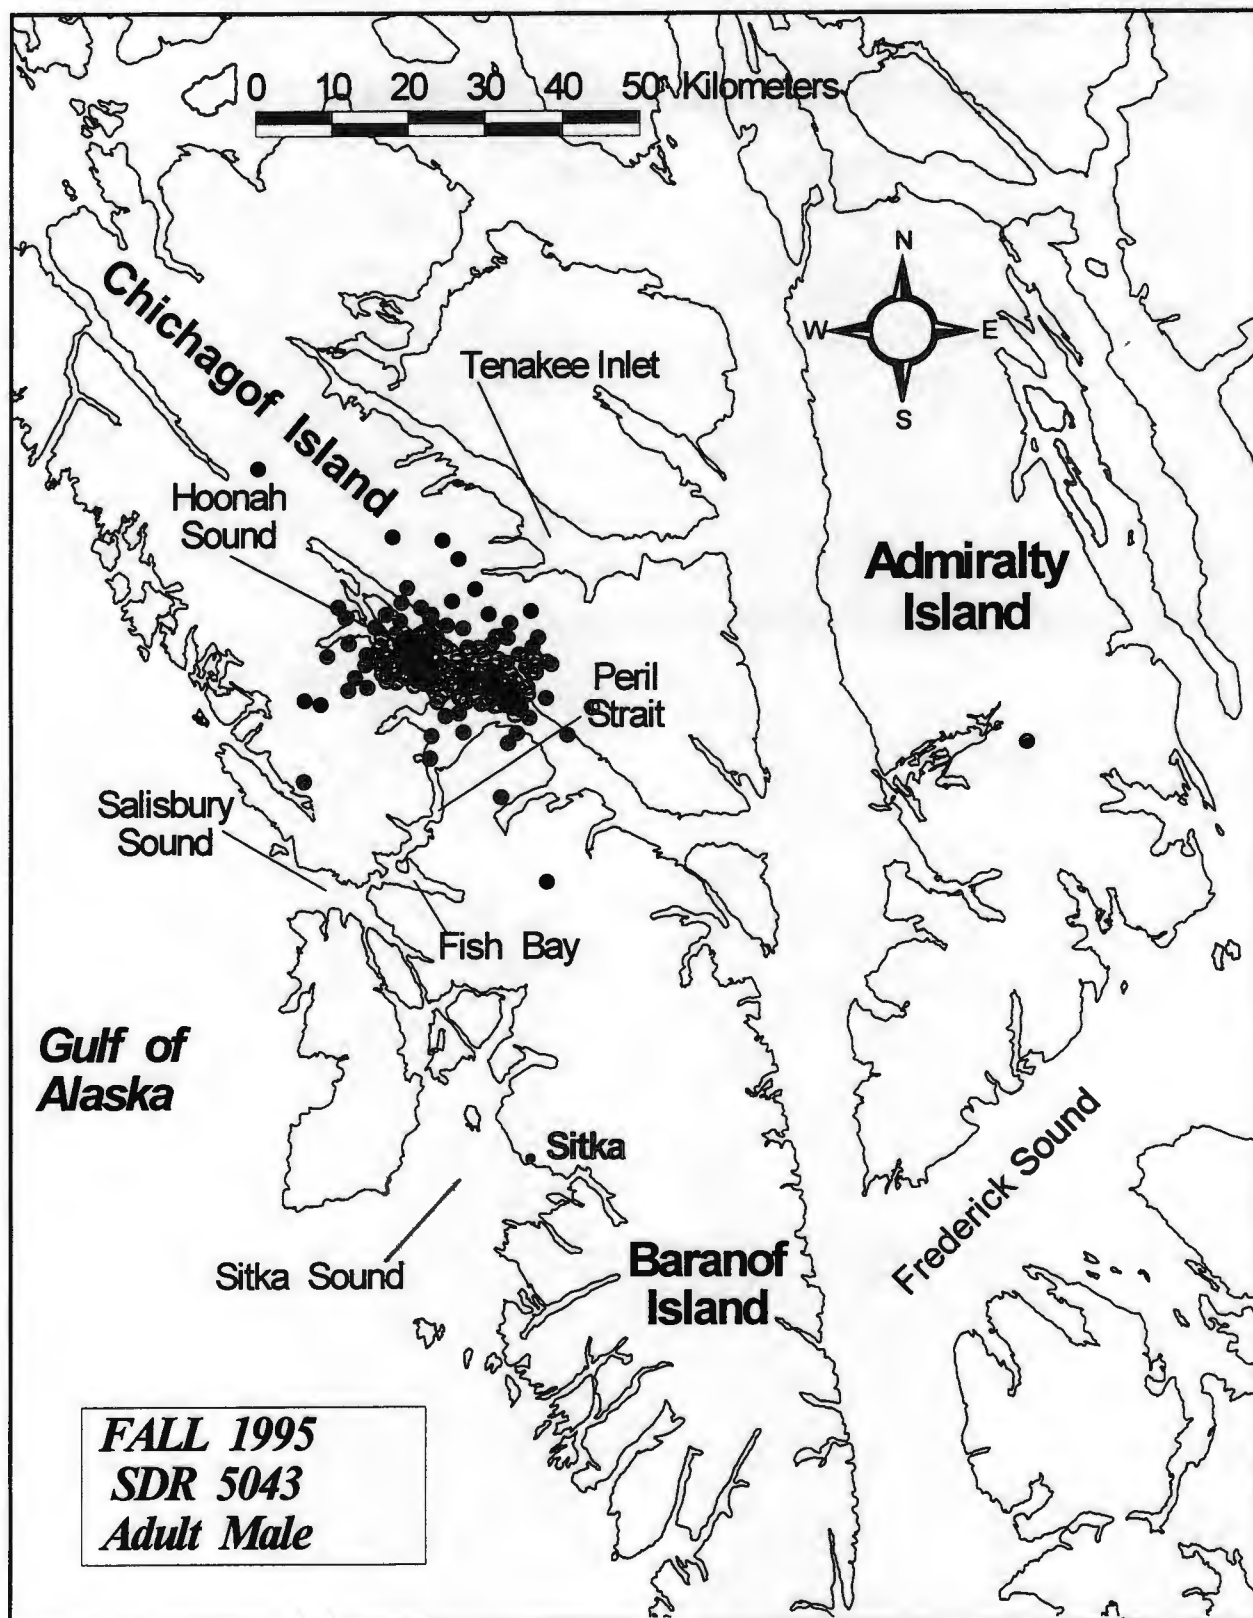 0 10 20 30 40 50 Kilometers
N
W E
S
Chichagof Island
Tenakee Inlet
Hoonah
Sound
Admiralty
Island
Peril
Strait
Salisbury
Sound
Fish Bay
Gulf of
Alaska
Sitka
Frederick Sound
Sitka Sound
Baranof
Island
FALL 1995
SDR 5043
Adult Male